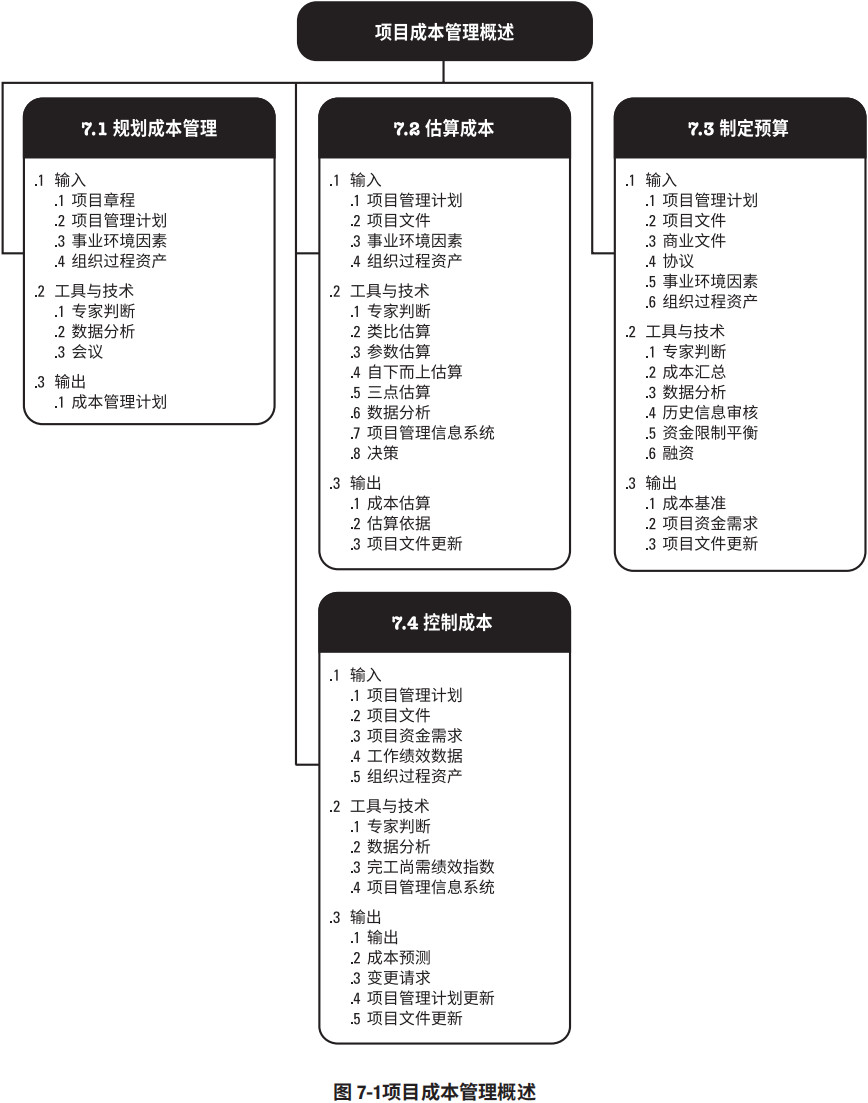 项目成本管理概述
7.1 规划成本管理
.1 输入
.1 项目章程
.2 项目管理计划
.3 事业环境因素
.4 组织过程资产
.2 工具与技术
.1 专家判断
.2 数据分析
.3 会议
.3 输出
.1 成本管理计划
7.2 估算成本
.1 输入
.1 项目管理计划
.2 项目文件
.3 事业环境因素
.4 组织过程资产
.2 工具与技术
.1 专家判断
.2 类比估算
.3 参数估算
.4 自下而上估算
.5 三点估算
.6 数据分析
.7 项目管理信息系统
.8 决策
.3 输出
.1 成本估算
.2 估算依据
.3 项目文件更新
7.3 制定预算
.1 输入
.1 项目管理计划
.2 项目文件
.3 商业文件
.4 协议
.5 事业环境因素
.6 组织过程资产
.2 工具与技术
.1 专家判断
.2 成本汇总
.3 数据分析
.4 历史信息审核
.5 资金限制平衡
.6 融资
.3 输出
.1 成本基准
.2 项目资金需求
.3 项目文件更新
7.4 控制成本
.1 输入
.1 项目管理计划
.2 项目文件
.3 项目资金需求
.4 工作绩效数据
.5 组织过程资产
.2 工具与技术
.1 专家判断
.2 数据分析
.3 完工尚需绩效指数
.4 项目管理信息系统
.3 输出
.1 输出
.2 成本预测
.3 变更请求
.4 项目管理计划更新
.5 项目文件更新
图 7-1项目成本管理概述